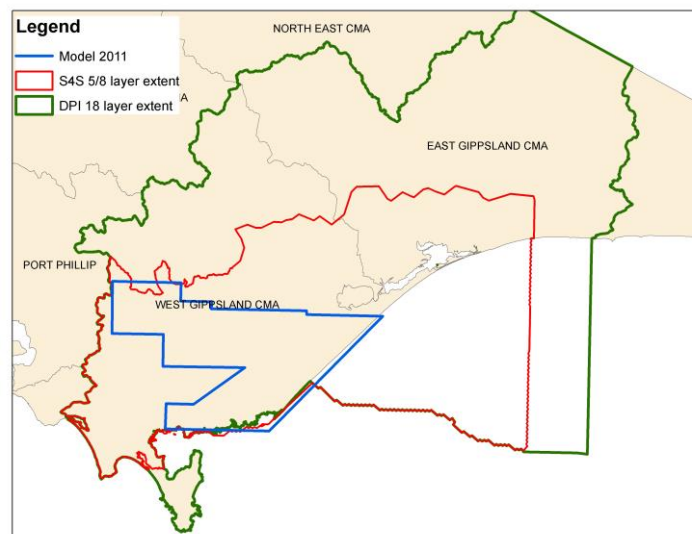 Legend
Model 2011
S4S 5/8 layer extent
DPI 18 layer extent
A
NORTH EAST CMA
EAST GIPPSLAND CMA
PORT PHILLIP
WEST GIPPSLAND CMA